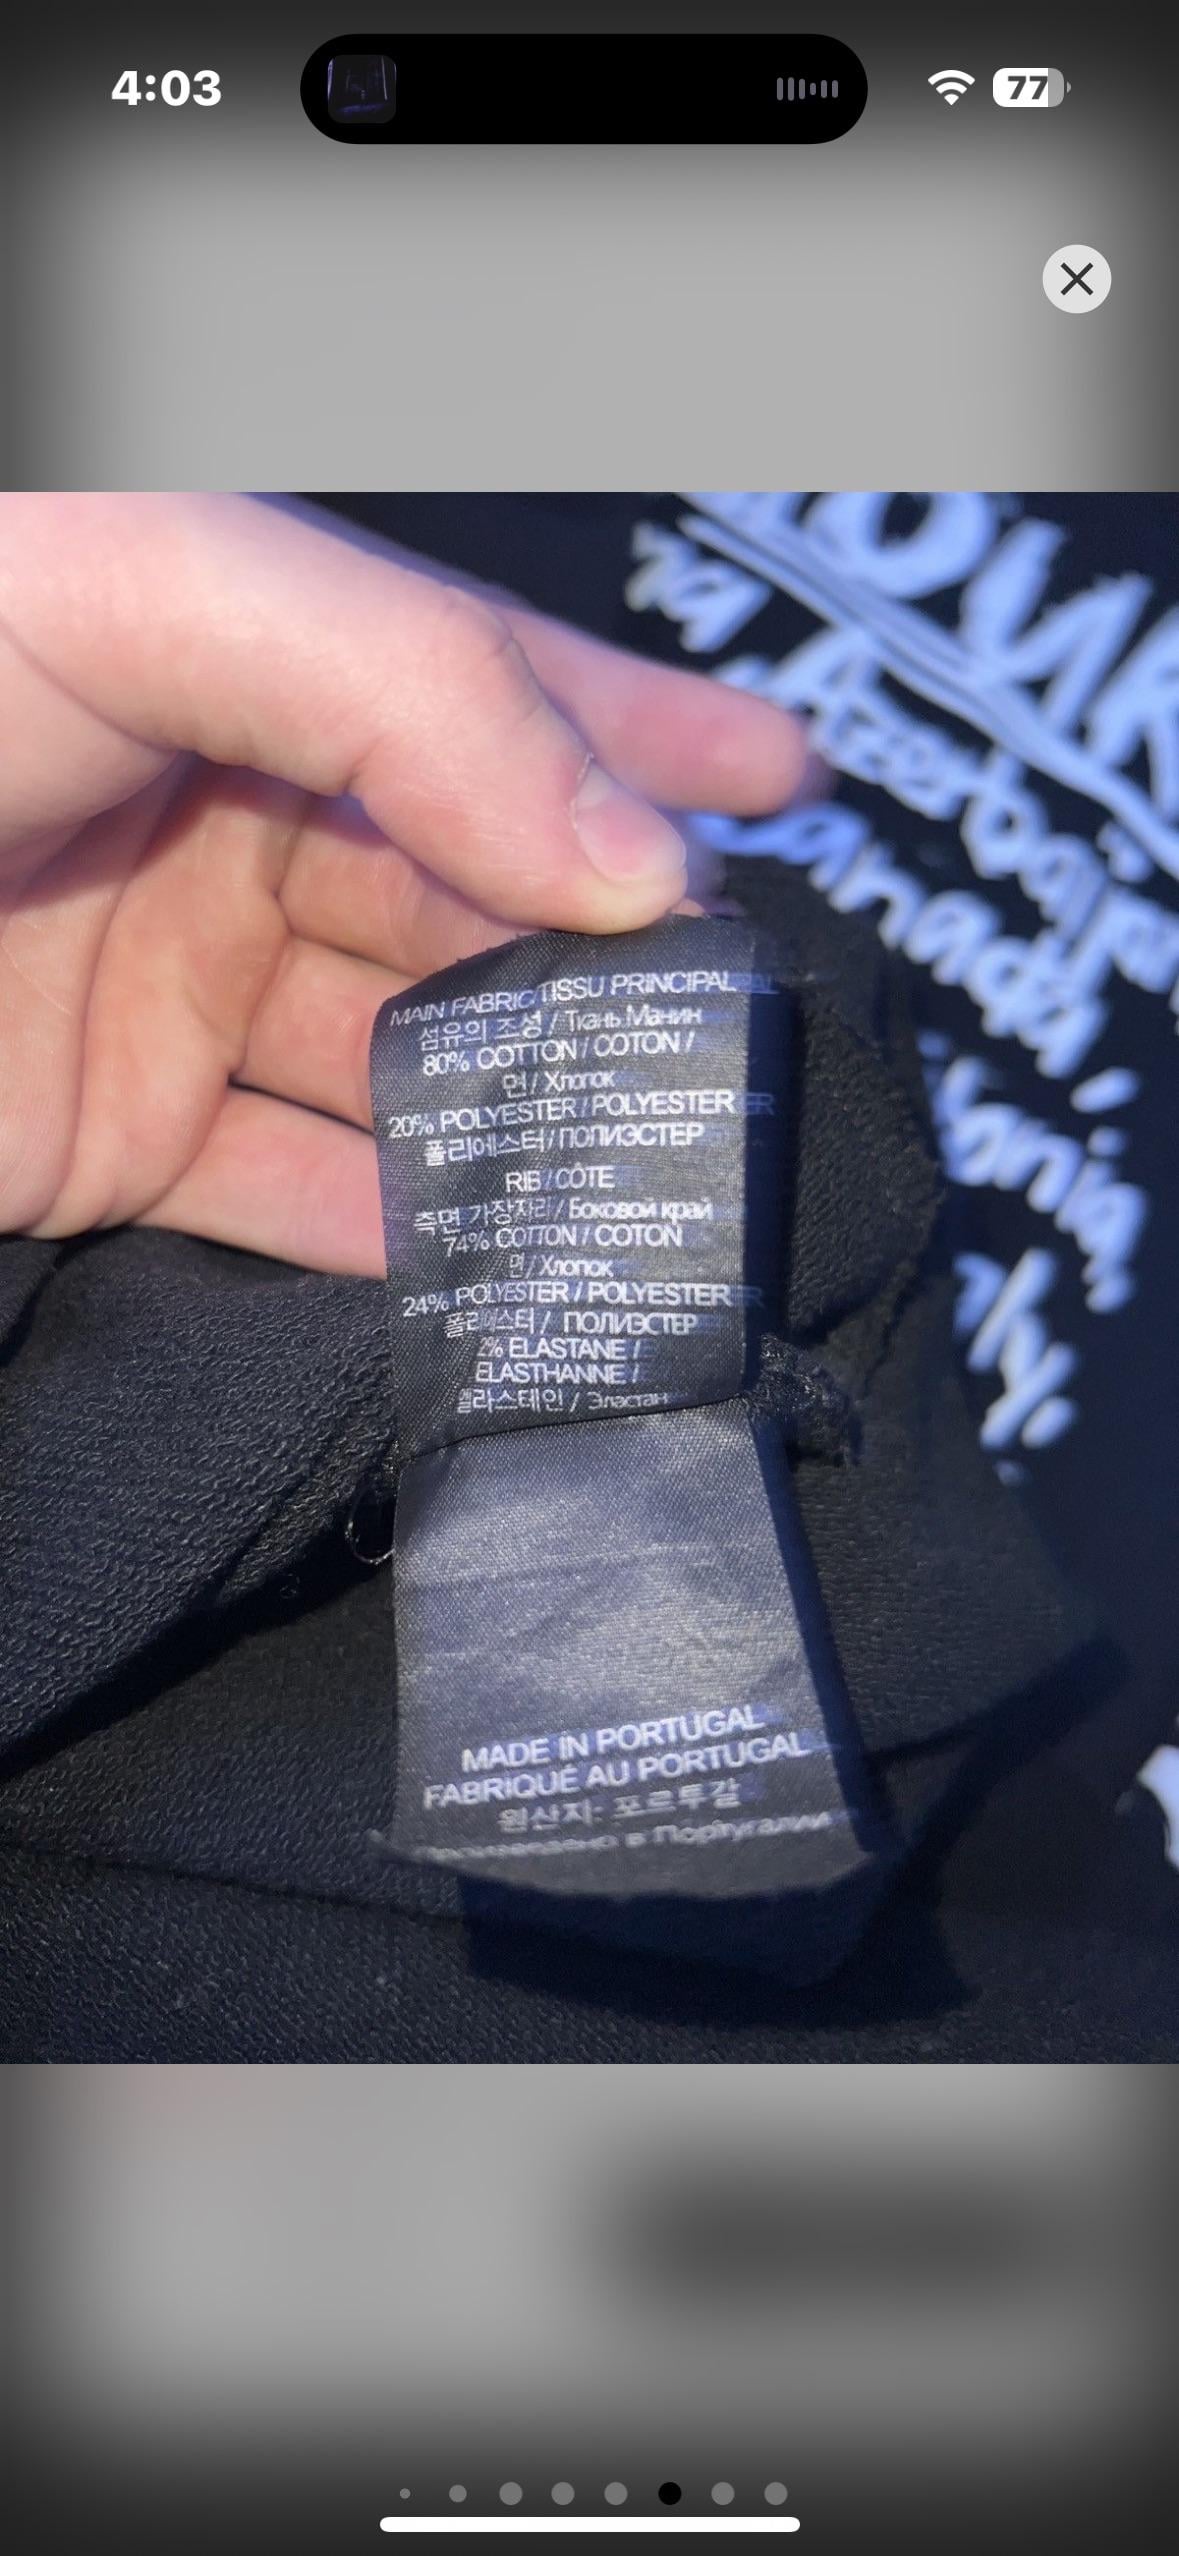 4:03
77
MAIN FABRIC/TISSU PRINCIPAL
섬유의 조성 / Ткань Мачин
80% COTTON / COTON /
면 / Хлопок
20% POLYESTER / POLYESTER
폴리에스터 / ПОЛИЭСТЕР
RIB / CÔTE
측면 가장자리 / Боковой край
74% COTTON / COTON
면 / Хлопок
24% POLYESTER / POLYESTER
폴리에스터 / ПОЛИЭСТЕР
2% ELASTANE /
ELASTHANNE /
엘라스테인 / Эластан
MADE IN PORTUGAL
FABRIQUÉ AU PORTUGAL
원산지: 포르투갈
в Португалии